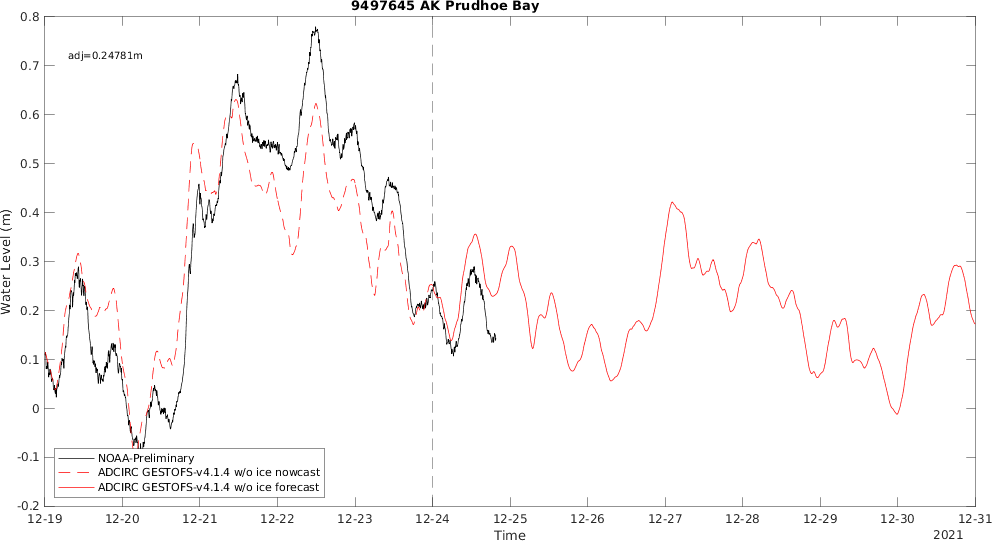 9497645 AK Prudhoe Bay
adj=0.24781m
Water Level (m)
0.8
0.7
0.6
0.5
0.4
0.3
0.2
0.1
0
-0.1
-0.2
NOAA-Preliminary
ADCIRC GESTOFS-v4.1.4 w/o ice nowcast
ADCIRC GESTOFS-v4.1.4 w/o ice forecast
12-19 12-20 12-21 12-22 12-23 12-24 12-25 12-26 12-27 12-28 12-29 12-30 12-31
Time
2021